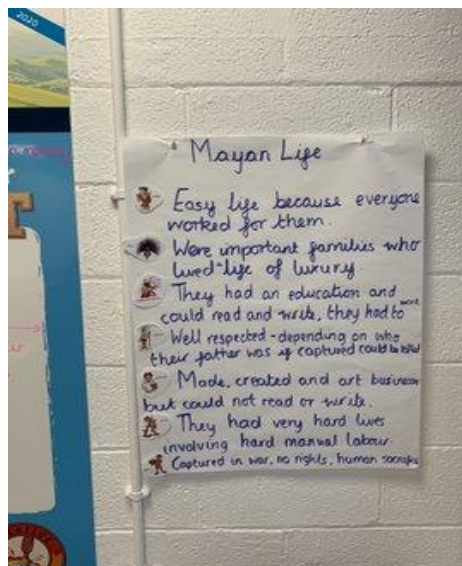 2020
Mayan Life
Easy life because everyone
worked for them.
Were important families who
lived life of luxury
They had an education and
could read and write, they had to work
Well respected - depending on who
their father was if captured could be killed
Made, created and art business
but could not read or write.
They had very hard lives
involving hard manual labour.
Captured in war, no rights, human sacrafice